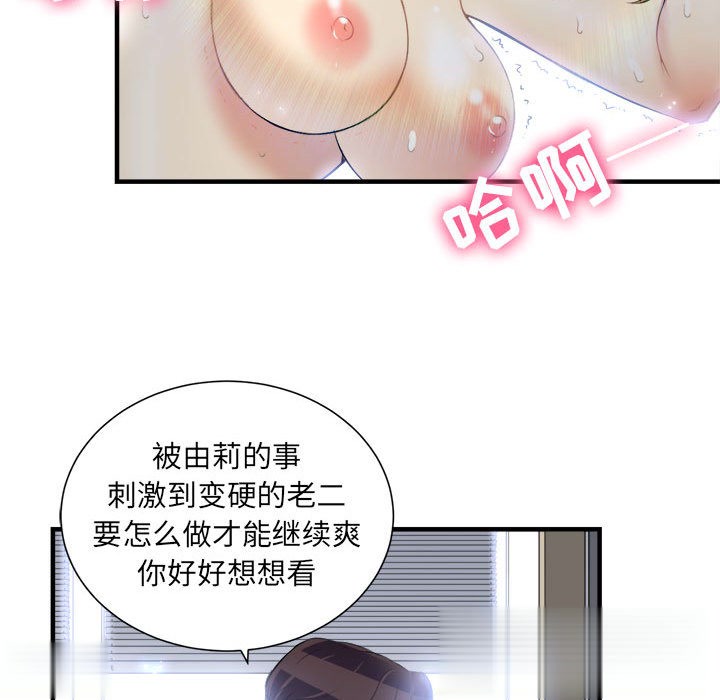 哈啊——
被由莉的事
刺激到变硬的老二
要怎么做才能继续爽
你好好想想看